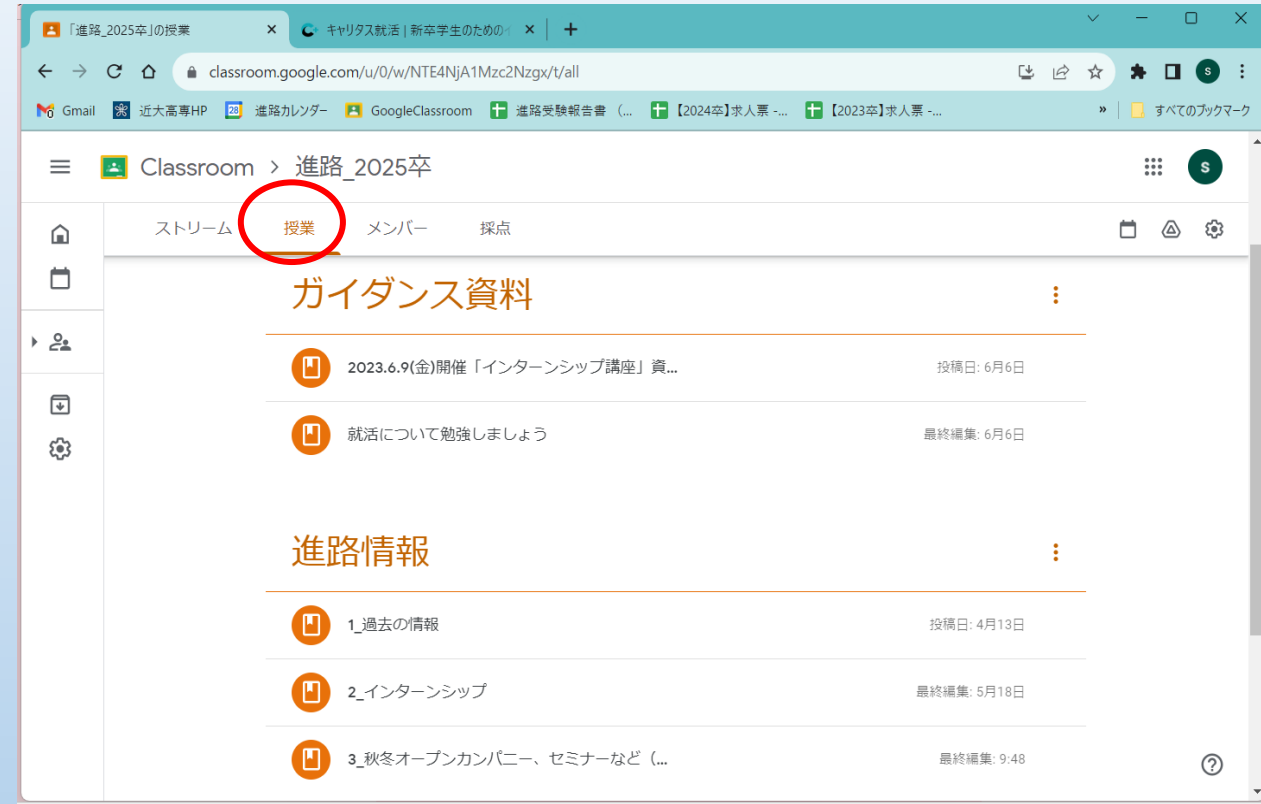 「進路_2025卒」の授業
キャリタス就活 | 新卒学生のための
classroom.google.com/u/0/w/NTE4NjA1Mzc2Nzgx/t/all
S
Gmail
近大高専HP
28
進路カレンダー
GoogleClassroom
進路受験報告書（...
【2024卒】求人票 -...
【2023卒】求人票 -...
»
すべてのブックマーク
Classroom > 進路_2025卒
S
ストリーム
授業
メンバー
採点
ガイダンス資料
2023.6.9(金)開催「インターンシップ講座」資...
投稿日: 6月6日
就活について勉強しましょう
最終編集: 6月6日
進路情報
1_過去の情報
投稿日: 4月13日
2_インターンシップ
最終編集: 5月18日
3_秋冬オープンカンパニー、セミナーなど（...
最終編集: 9:48